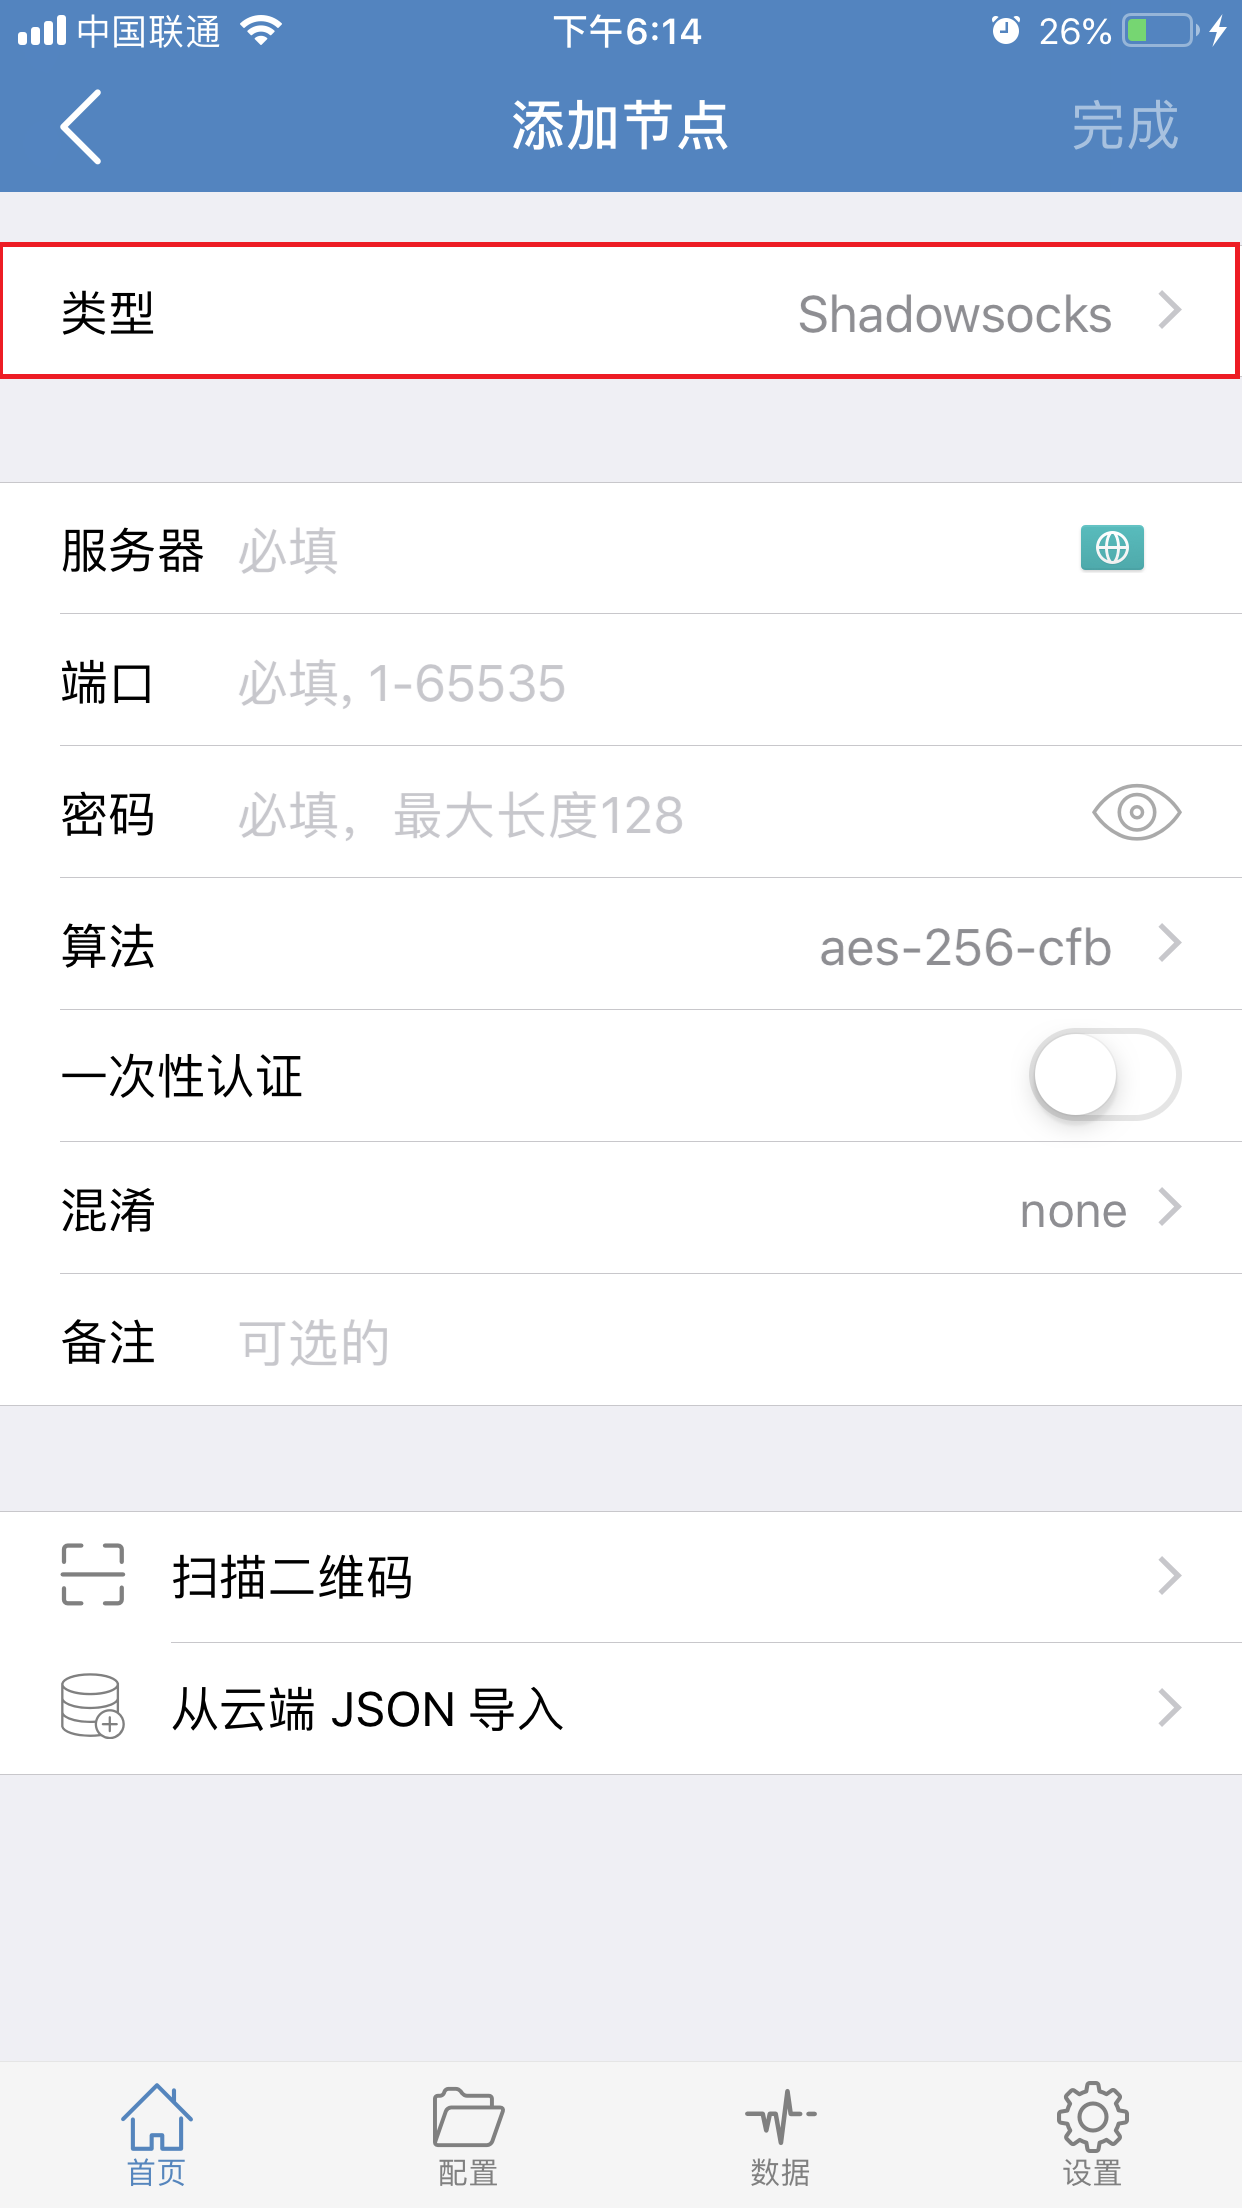 中国联通 下午6:14 26%
添加节点 完成
类型 Shadowsocks
服务器 必填
端口 必填, 1-65535
密码 必填，最大长度128
算法 aes-256-cfb
一次性认证
混淆 none
备注 可选的
扫描二维码
从云端 JSON 导入
首页 配置 数据 设置